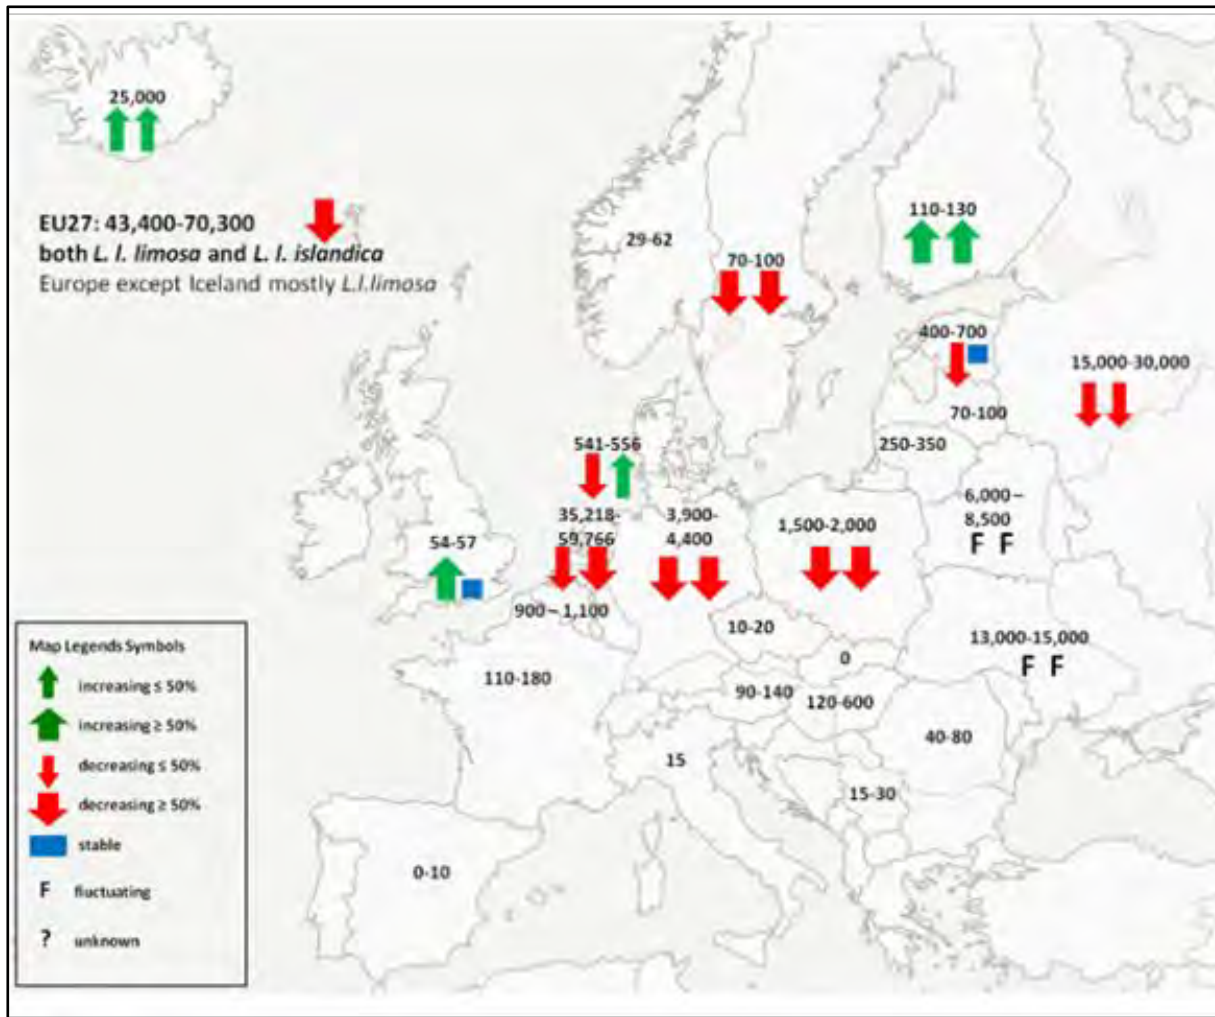 25,000
EU27: 43,400-70,300
both L. l. limosa and L. l. islandica
Europe except Iceland mostly L.l.limosa
29-62
70-100
110-130
400-700
15,000-30,000
70-100
250-350
541-556
6,000 –
8,500
F F
35,218-
59,766
3,900-
4,400
1,500-2,000
54-57
900 – 1,100
10-20
13,000-15,000
F F
0
110-180
90-140
120-600
40-80
15
15-30
0-10
Map Legends Symbols
increasing ≤ 50%
increasing ≥ 50%
decreasing ≤ 50%
decreasing ≥ 50%
stable
F fluctuating
? unknown